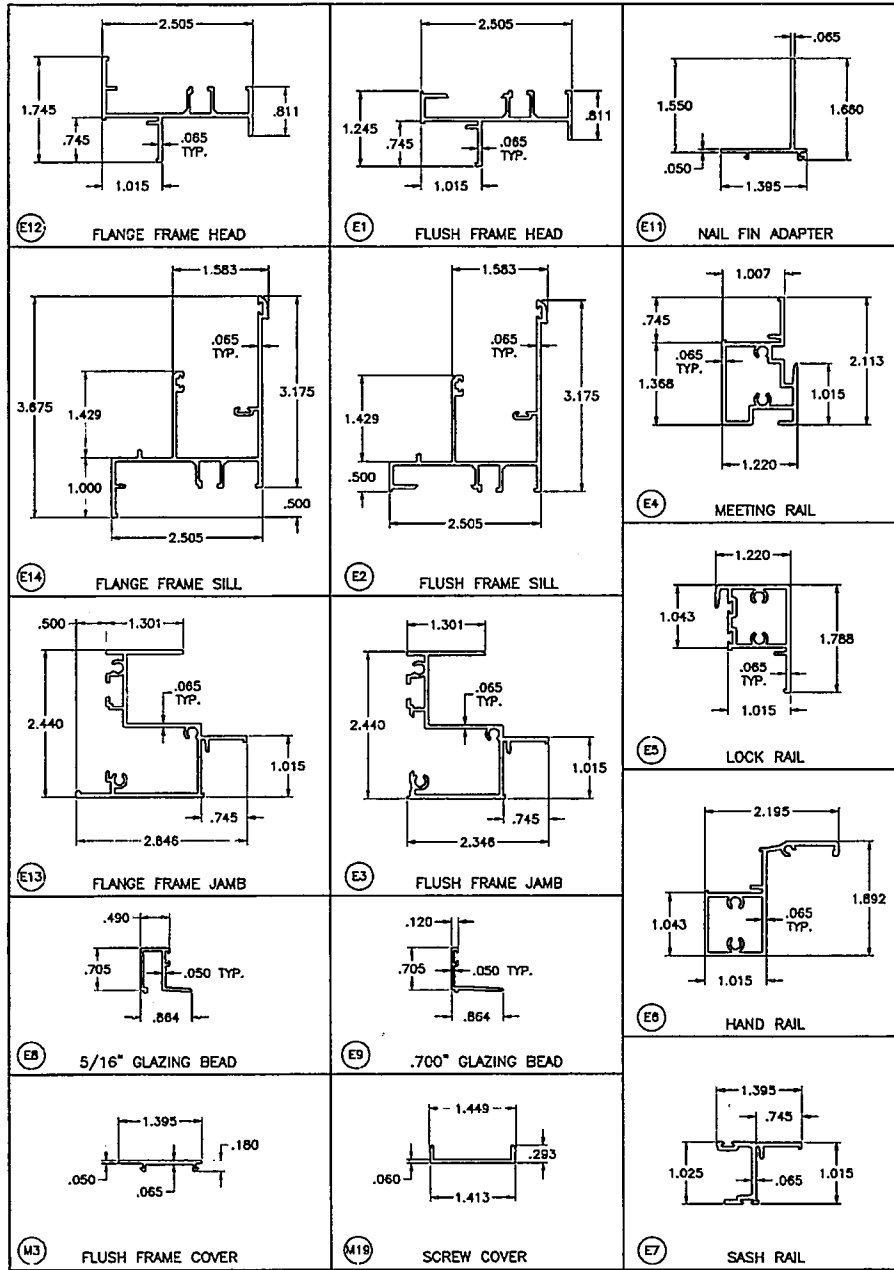 2.505
1.745
.745
.811
.065
TYP.
1.015
E12
FLANGE FRAME HEAD
2.505
1.245
.745
.811
.065
TYP.
1.015
E1
FLUSH FRAME HEAD
.065
1.550
1.680
.050
1.395
E11
NAIL FIN ADAPTER
1.583
.065
TYP.
3.675
1.429
3.175
1.000
.500
2.505
E14
FLANGE FRAME SILL
1.583
.065
TYP.
1.429
3.175
.500
2.505
E2
FLUSH FRAME SILL
1.007
.745
.065
TYP.
2.113
1.368
1.015
1.220
E4
MEETING RAIL
1.220
1.043
1.788
.065
TYP.
1.015
E5
LOCK RAIL
.500
1.301
.065
TYP.
2.440
1.015
.745
2.846
E13
FLANGE FRAME JAMB
1.301
.065
TYP.
2.440
1.015
.745
2.346
E3
FLUSH FRAME JAMB
2.195
1.892
1.043
.065
TYP.
1.015
E6
HAND RAIL
.490
.705
.050 TYP.
.864
E8
5/16" GLAZING BEAD
.120
.705
.050 TYP.
.864
E9
.700" GLAZING BEAD
1.395
.745
1.025
.065
1.015
E7
SASH RAIL
1.395
.180
.050
.065
M3
FLUSH FRAME COVER
1.449
.293
.060
1.413
M19
SCREW COVER